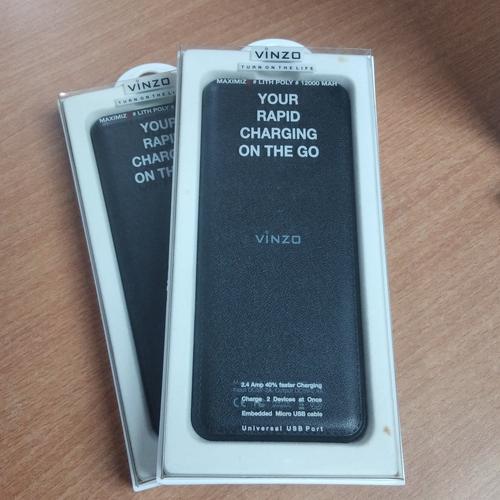 VINZO
TURN ON THE LIFE
MAXIMIZ # LITH POLY # 12000 MAH
YOUR
RAPID
CHARGING
ON THE GO
VINZO
2.4 Amp 40% faster Charging
Charge 2 Devices at Once
Embedded Micro USB cable
Universal USB Port
VINZO
TURN ON THE LIFE
MAXIMIZ # LITH POLY #
YOUR
RAPI
CHARG
ON TH